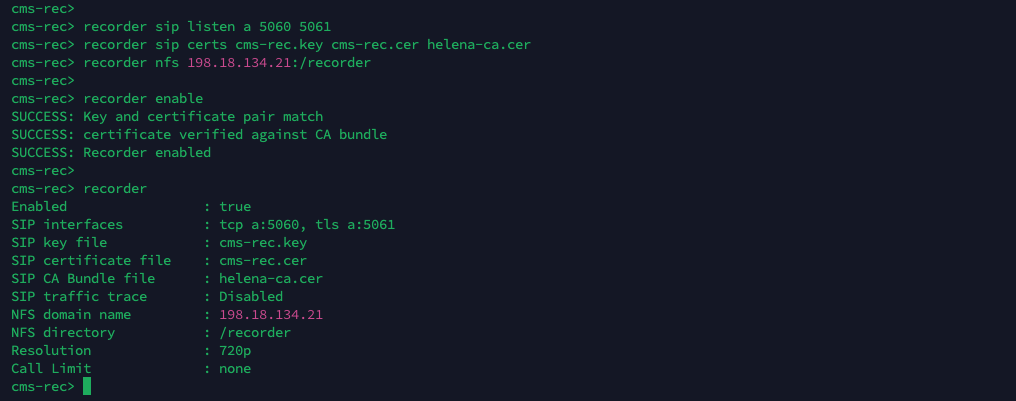 cms-rec>
cms-rec> recorder sip listen a 5060 5061
cms-rec> recorder sip certs cms-rec.key cms-rec.cer helena-ca.cer
cms-rec> recorder nfs 198.18.134.21:/recorder
cms-rec>
cms-rec> recorder enable
SUCCESS: Key and certificate pair match
SUCCESS: certificate verified against CA bundle
SUCCESS: Recorder enabled
cms-rec>
cms-rec> recorder
Enabled : true
SIP interfaces : tcp a:5060, tls a:5061
SIP key file : cms-rec.key
SIP certificate file : cms-rec.cer
SIP CA Bundle file : helena-ca.cer
SIP traffic trace : Disabled
NFS domain name : 198.18.134.21
NFS directory : /recorder
Resolution : 720p
Call Limit : none
cms-rec>